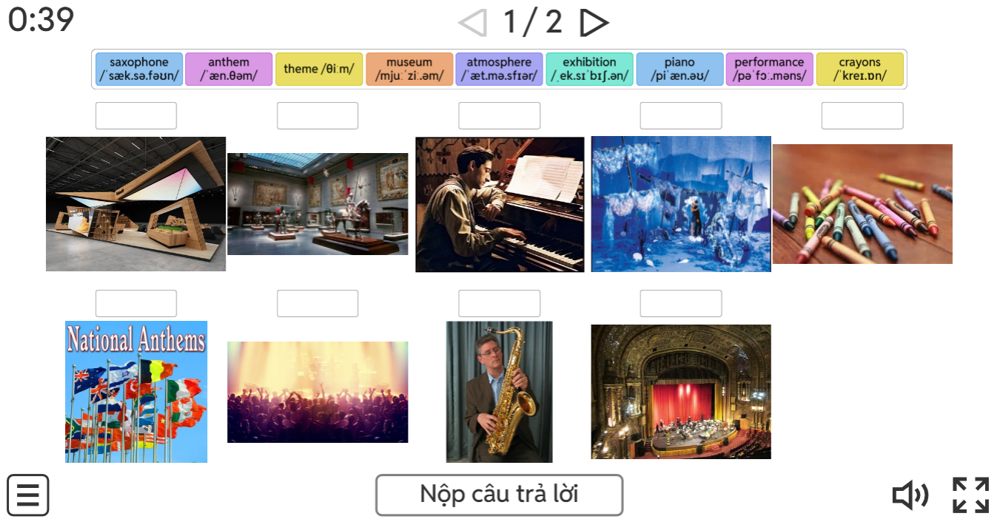 0:39
1 / 2
saxophone
/ˈsæk.sə.fəʊn/
anthem
/ˈæn.θəm/
theme /θiːm/
museum
/mjuːˈziː.əm/
atmosphere
/ˈæt.mə.sfɪər/
exhibition
/ˌek.sɪˈbɪʃ.ən/
piano
/piˈæn.əʊ/
performance
/pəˈfɔː.məns/
crayons
/ˈkreɪ.ɒn/
National Anthems
Nộp câu trả lời